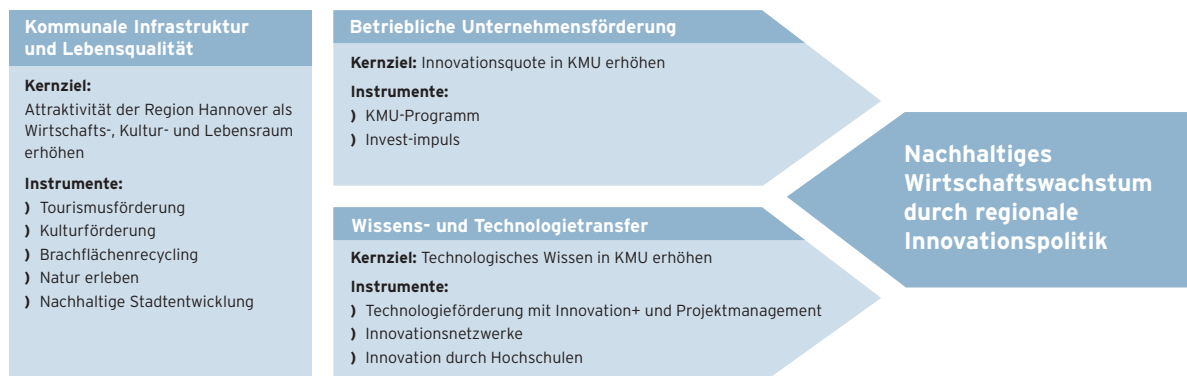 Kommunale Infrastruktur
und Lebensqualität
Kernziel:
Attraktivität der Region Hannover als
Wirtschafts-, Kultur- und Lebensraum
erhöhen
Instrumente:
❫ Tourismusförderung
❫ Kulturförderung
❫ Brachflächenrecycling
❫ Natur erleben
❫ Nachhaltige Stadtentwicklung
Betriebliche Unternehmensförderung
Kernziel: Innovationsquote in KMU erhöhen
Instrumente:
❫ KMU-Programm
❫ Invest-impuls
Wissens- und Technologietransfer
Kernziel: Technologisches Wissen in KMU erhöhen
Instrumente:
❫ Technologieförderung mit Innovation+ und Projektmanagement
❫ Innovationsnetzwerke
❫ Innovation durch Hochschulen
Nachhaltiges
Wirtschaftswachstum
durch regionale
Innovationspolitik